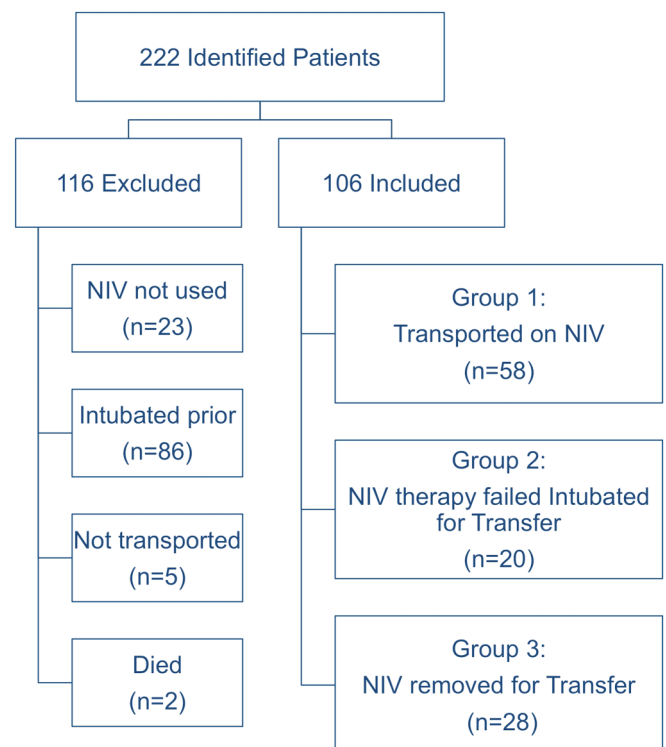 222 Identified Patients
116 Excluded
106 Included
NIV not used
(n=23)
Intubated prior
(n=86)
Not transported
(n=5)
Died
(n=2)
Group 1:
Transported on NIV
(n=58)
Group 2:
NIV therapy failed Intubated
for Transfer
(n=20)
Group 3:
NIV removed for Transfer
(n=28)